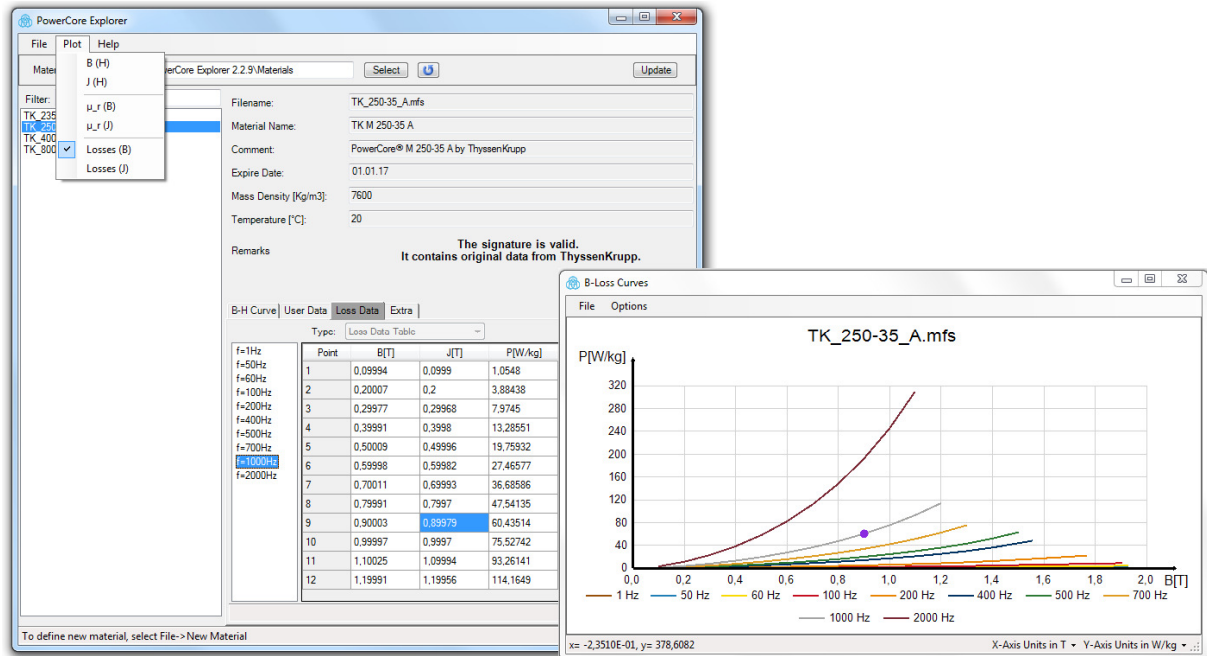 PowerCore Explorer
File Plot Help
Mater erCore Explorer 2.2.9\Materials Select Update
B (H)
J (H)
μ_r (B)
μ_r (J)
Losses (B)
Losses (J)
Filter:
TK_235
TK_250
TK_400
TK_800
Filename: TK_250-35_A.mfs
Material Name: TK M 250-35 A
Comment: PowerCore® M 250-35 A by ThyssenKrupp
Expire Date: 01.01.17
Mass Density [Kg/m3]: 7600
Temperature [°C]: 20
Remarks
The signature is valid.
It contains original data from ThyssenKrupp.
B-H Curve User Data Loss Data Extra
Type: Loss Data Table
f=1Hz
f=50Hz
f=60Hz
f=100Hz
f=200Hz
f=400Hz
f=500Hz
f=700Hz
f=1000Hz
f=2000Hz
Point B[T] J[T] P[W/kg]
1 0,09994 0,0999 1,0548
2 0,20007 0,2 3,88438
3 0,29977 0,29968 7,9745
4 0,39991 0,3998 13,28551
5 0,50009 0,49996 19,75932
6 0,59998 0,59982 27,46577
7 0,70011 0,69993 36,68586
8 0,79991 0,7997 47,54135
9 0,90003 0,89979 60,43514
10 0,99997 0,9997 75,52742
11 1,10025 1,09994 93,26141
12 1,19991 1,19956 114,1649
To define new material, select File->New Material
B-Loss Curves
File Options
TK_250-35_A.mfs
P[W/kg]
320
280
240
200
160
120
80
40
0
0,0 0,2 0,4 0,6 0,8 1,0 1,2 1,4 1,6 1,8 2,0 B[T]
1 Hz 50 Hz 60 Hz 100 Hz 200 Hz 400 Hz 500 Hz 700 Hz
1000 Hz 2000 Hz
x= -2,3510E-01, y= 378,6082 X-Axis Units in T Y-Axis Units in W/kg